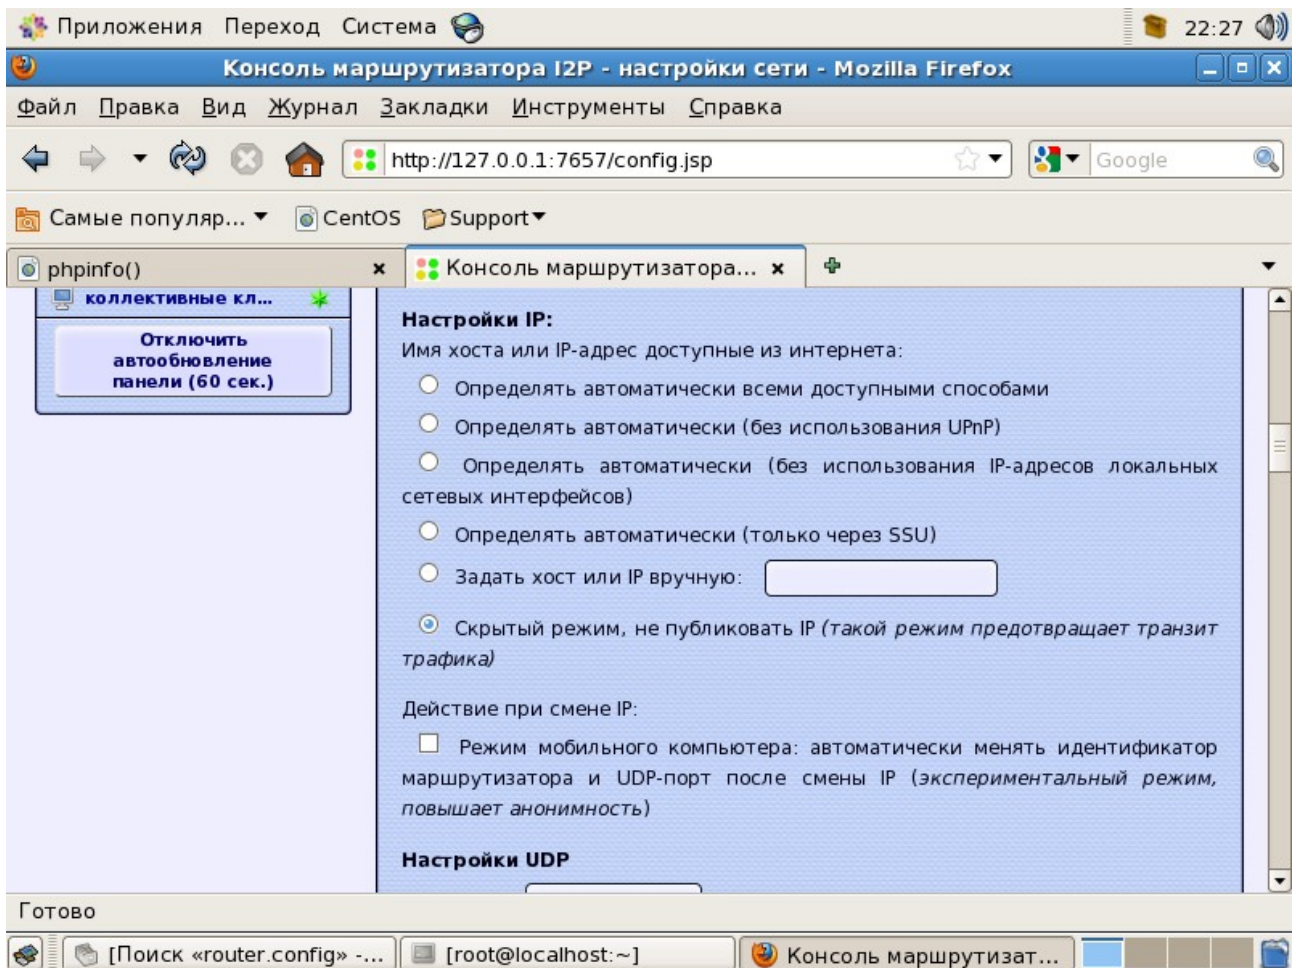 Приложения Переход Система 22:27
Консоль маршрутизатора I2P - настройки сети - Mozilla Firefox
Файл Правка Вид Журнал Закладки Инструменты Справка
http://127.0.0.1:7657/config.jsp Google
Самые популяр... CentOS Support
phpinfo() Консоль маршрутизатора...
коллективные кл...
Отключить
автообновление
панели (60 сек.)
Настройки IP:
Имя хоста или IP-адрес доступные из интернета:
Определять автоматически всеми доступными способами
Определять автоматически (без использования UPnP)
Определять автоматически (без использования IP-адресов локальных
сетевых интерфейсов)
Определять автоматически (только через SSU)
Задать хост или IP вручную:
Скрытый режим, не публиковать IP (такой режим предотвращает транзит
трафика)
Действие при смене IP:
Режим мобильного компьютера: автоматически менять идентификатор
маршрутизатора и UDP-порт после смены IP (экспериментальный режим,
повышает анонимность)
Настройки UDP
Готово
[Поиск «router.config» -... [root@localhost:~] Консоль маршрутизат...